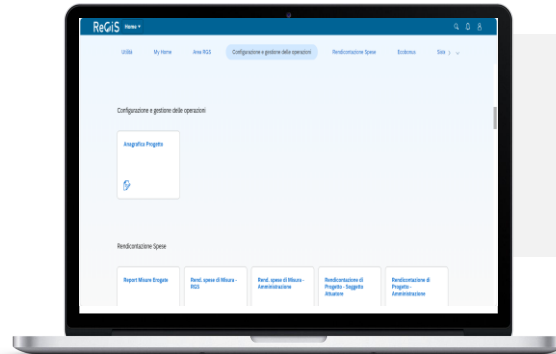 ReGiS Home
Utilità My Home Area RGS Configurazione e gestione delle operazioni Rendicontazione Spese Ecobonus
Configurazione e gestione delle operazioni
Anagrafica Progetto
Rendicontazione Spese
Report Misure Erogate
Rend. spese di Misura -
RGS
Rend. spese di Misura -
Amministrazione
Rendicontazione di
Progetto - Soggetto
Attuatore
Rendicontazione di
Progetto -
Amministrazione